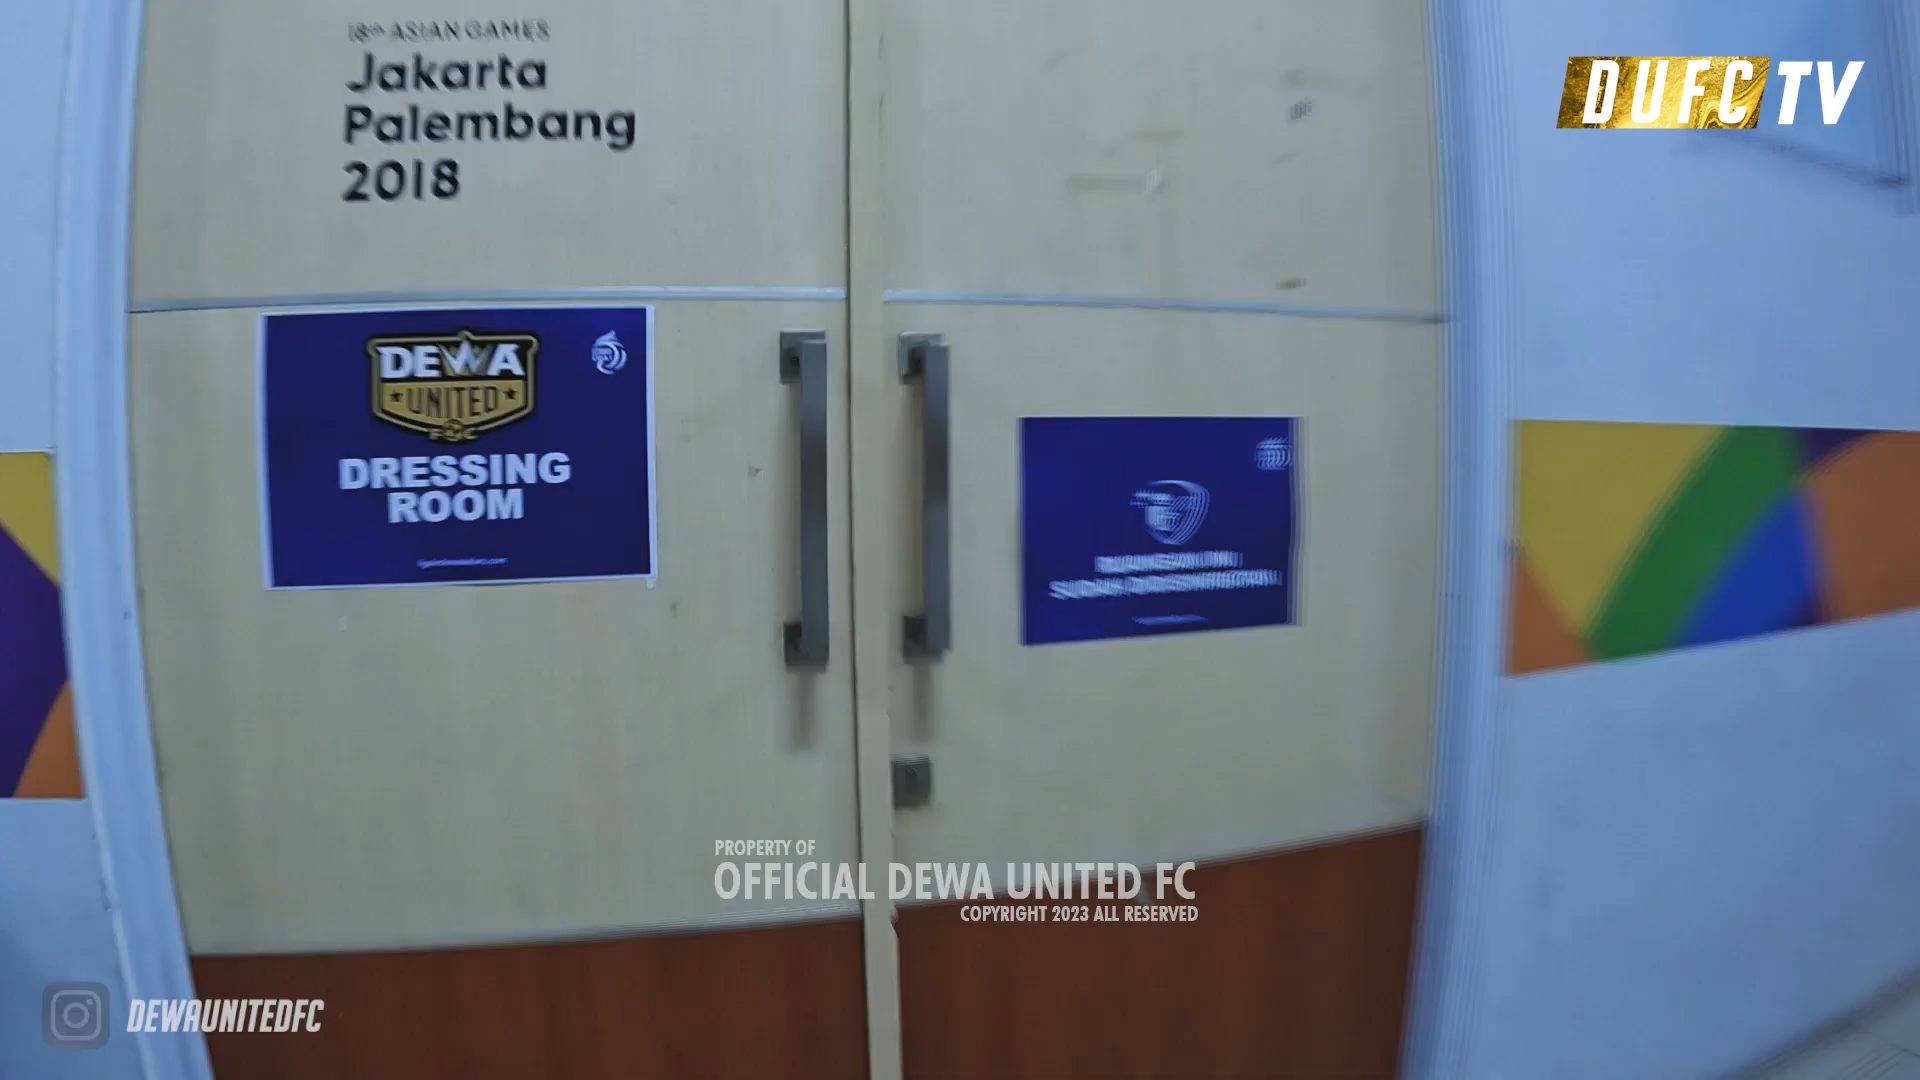 18th ASIAN GAMES
Jakarta
Palembang
2018
DUFC TV
DEWA
UNITED
FC
DRESSING
ROOM
PROPERTY OF
OFFICIAL DEWA UNITED FC
COPYRIGHT 2023 ALL RESERVED
DEWAUNITEDFC